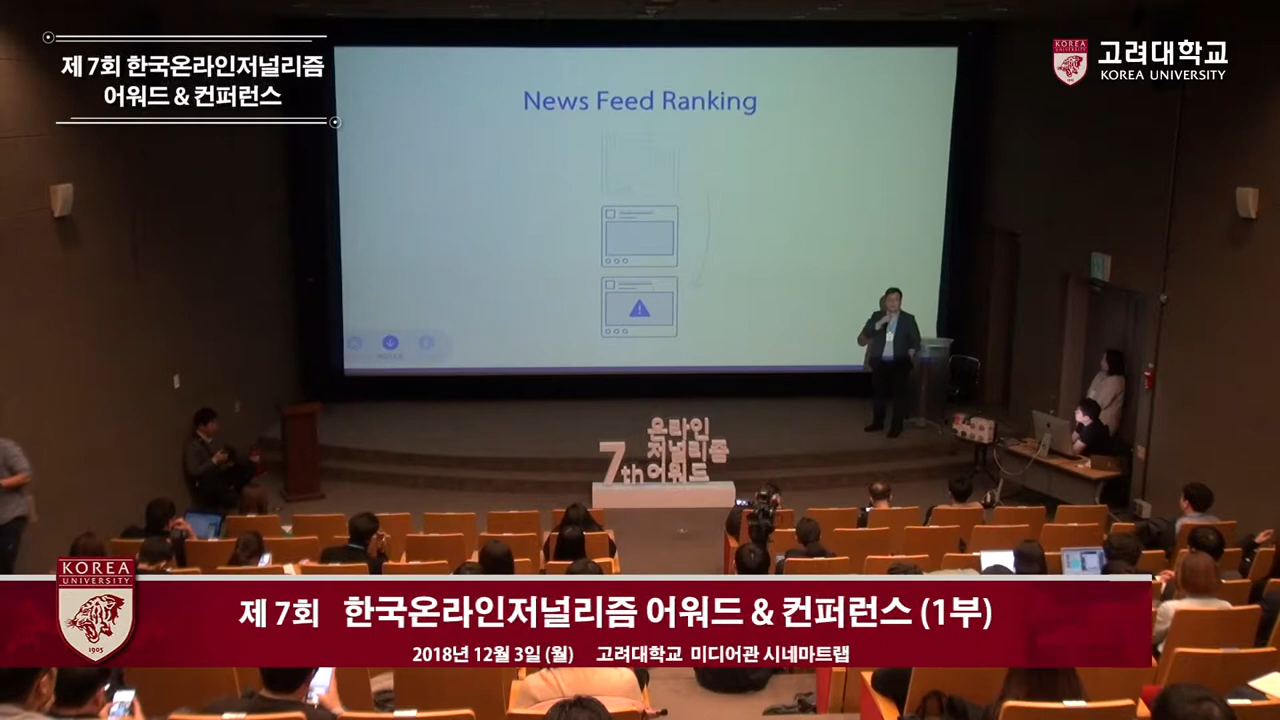 제 7회 한국온라인저널리즘
어워드 & 컨퍼런스
KOREA
UNIVERSITY
고려대학교
KOREA UNIVERSITY
News Feed Ranking
7th
온라인
저널리즘
어워드
KOREA
UNIVERSITY
1905
제 7회 한국온라인저널리즘 어워드 & 컨퍼런스 (1부)
2018년 12월 3일 (월) 고려대학교 미디어관 시네마트랩